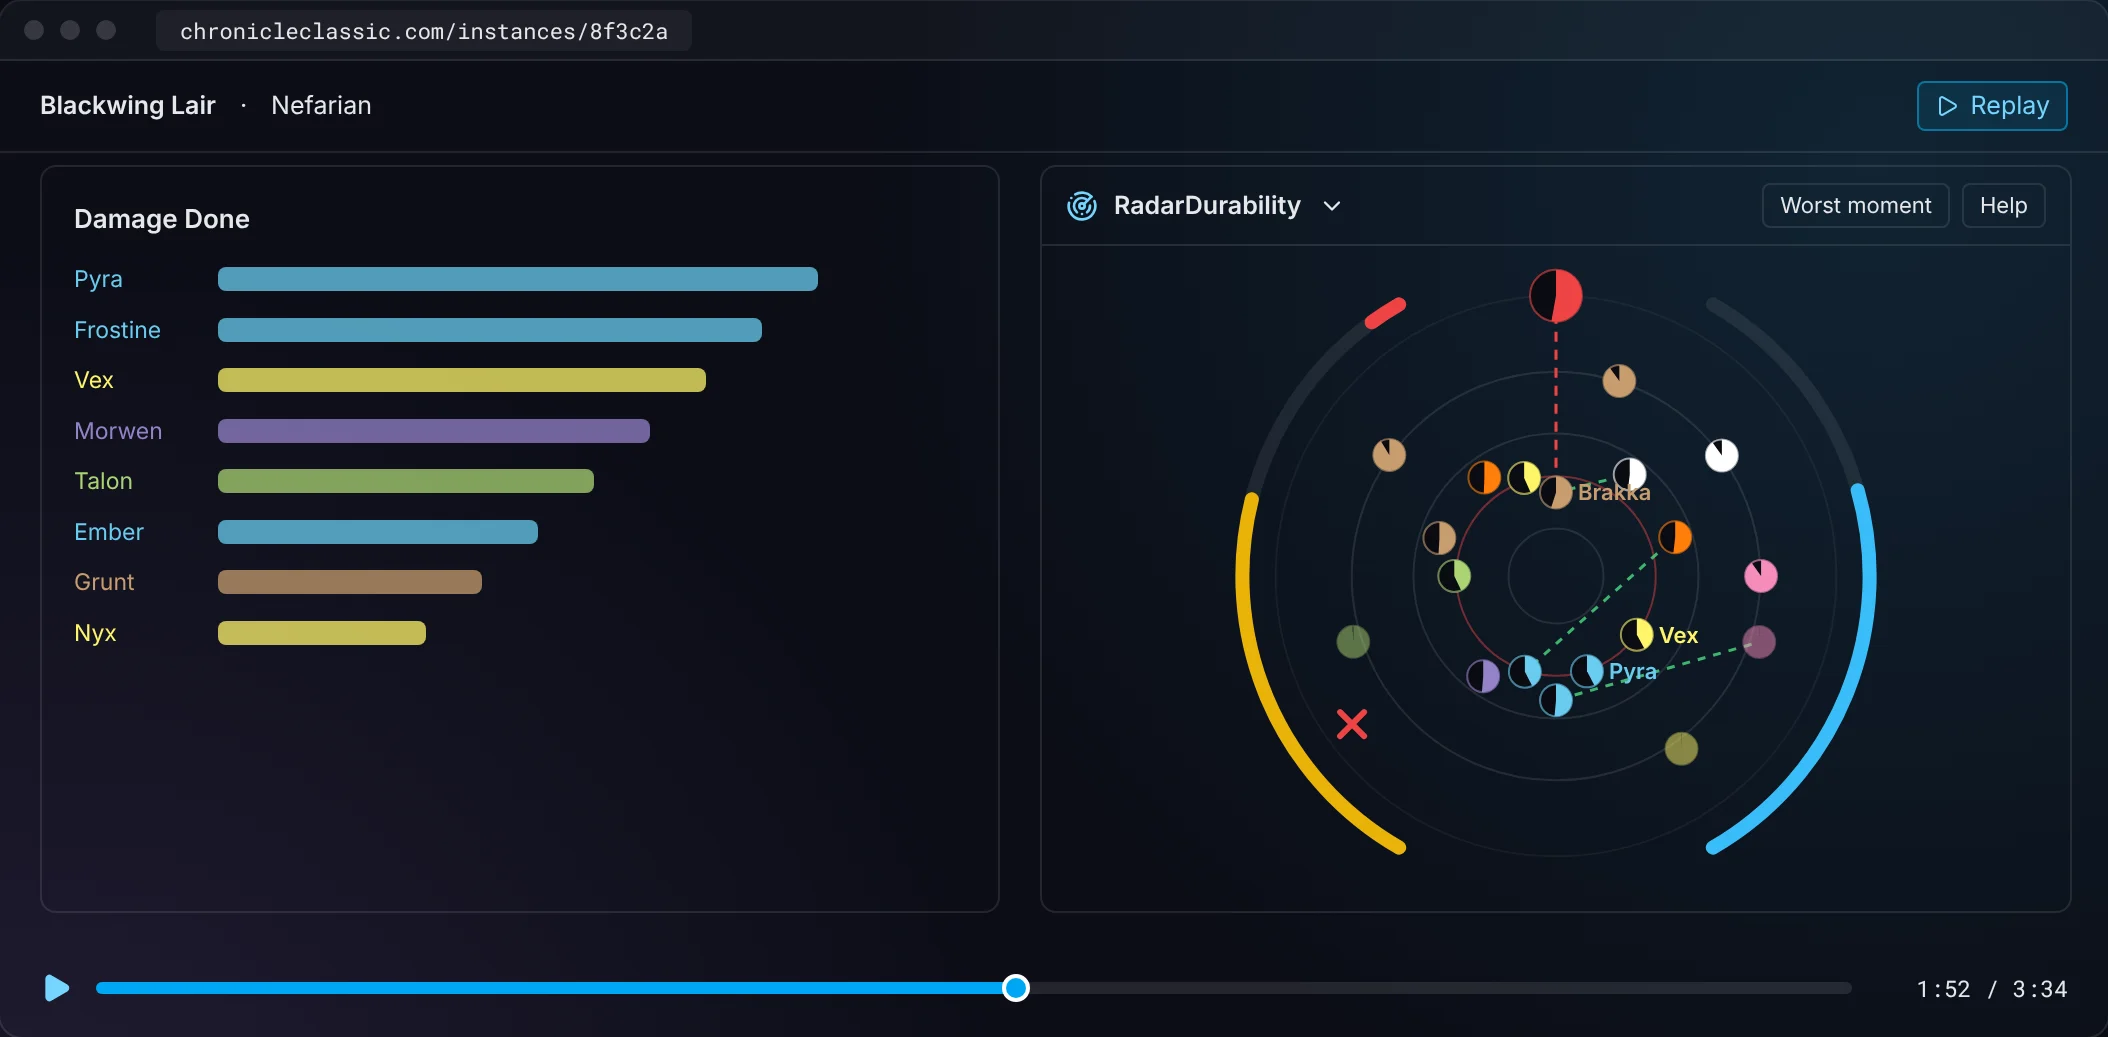 chronicleclassic.com/instances/8f3c2a
Blackwing Lair · Nefarian
Replay
Damage Done
Pyra
Frostine
Vex
Morwen
Talon
Ember
Grunt
Nyx
RadarDurability
Worst moment
Help
Brakka
Vex
Pyra
1:52 / 3:34